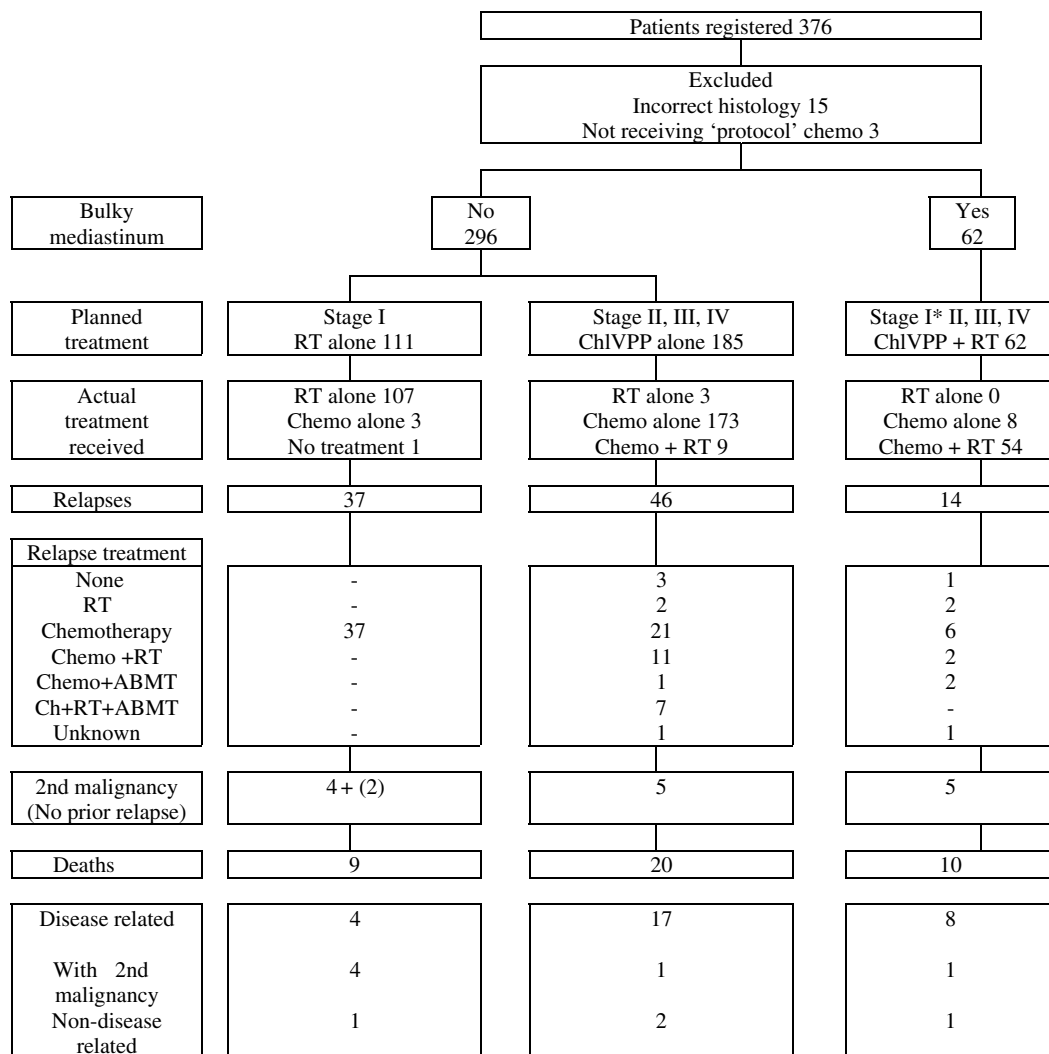 Patients registered 376
Excluded
Incorrect histology 15
Not receiving ‘protocol’ chemo 3
Bulky
mediastinum
No
296
Yes
62
Planned
treatment
Stage I
RT alone 111
Stage II, III, IV
ChlVPP alone 185
Stage I* II, III, IV
ChlVPP + RT 62
Actual
treatment
received
RT alone 107
Chemo alone 3
No treatment 1
RT alone 3
Chemo alone 173
Chemo + RT 9
RT alone 0
Chemo alone 8
Chemo + RT 54
Relapses 37 46 14
Relapse treatment
None - 3 1
RT - 2 2
Chemotherapy 37 21 6
Chemo +RT - 11 2
Chemo+ABMT - 1 2
Ch+RT+ABMT - 7 -
Unknown - 1 1
2nd malignancy
(No prior relapse)
4 + (2) 5 5
Deaths 9 20 10
Disease related 4 17 8
With 2nd 4 1 1
malignancy
Non-disease 1 2 1
related